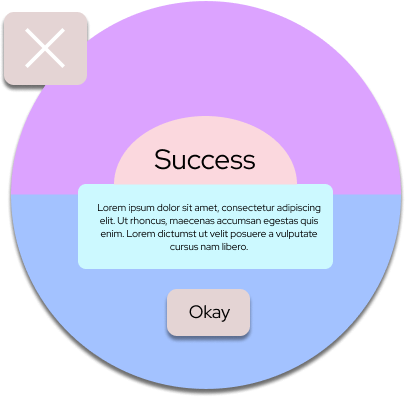 Success
Lorem ipsum dolor sit amet, consectetur adipiscing
elit. Ut rhoncus, maecenas accumsan egestas quis
enim. Lorem dictumst ut velit posuere a vulputate
cursus nam libero.
Okay